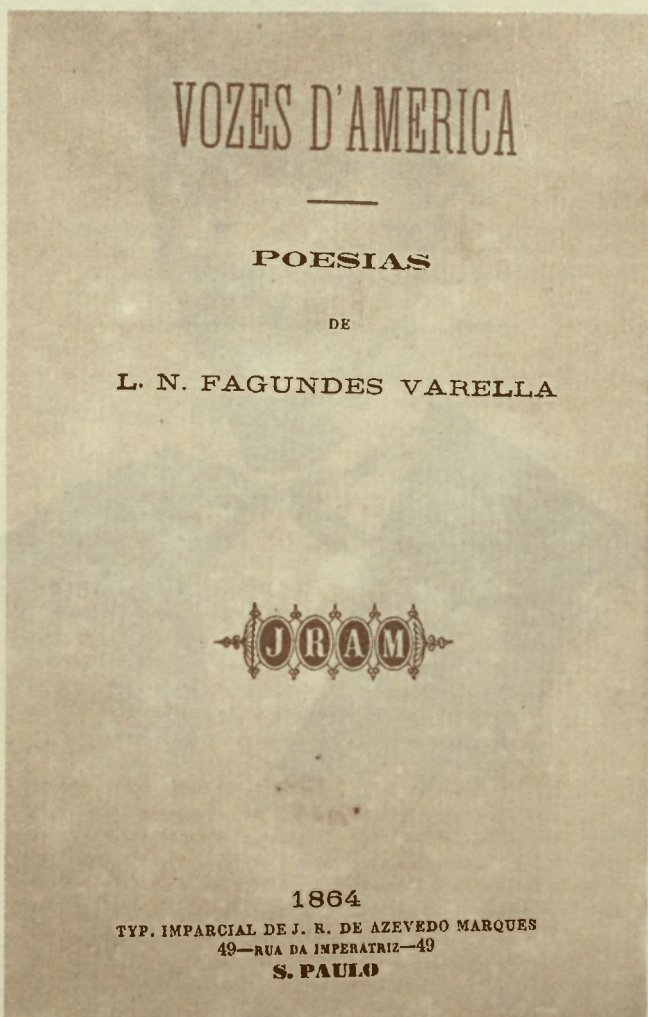 VOZES D'AMERICA
POESIAS
DE
L. N. FAGUNDES VARELLA
JRAM
1864
TYP. IMPARCIAL DE J. R. DE AZEVEDO MARQUES
49—RUA DA IMPERATRIZ—49
S. PAULO